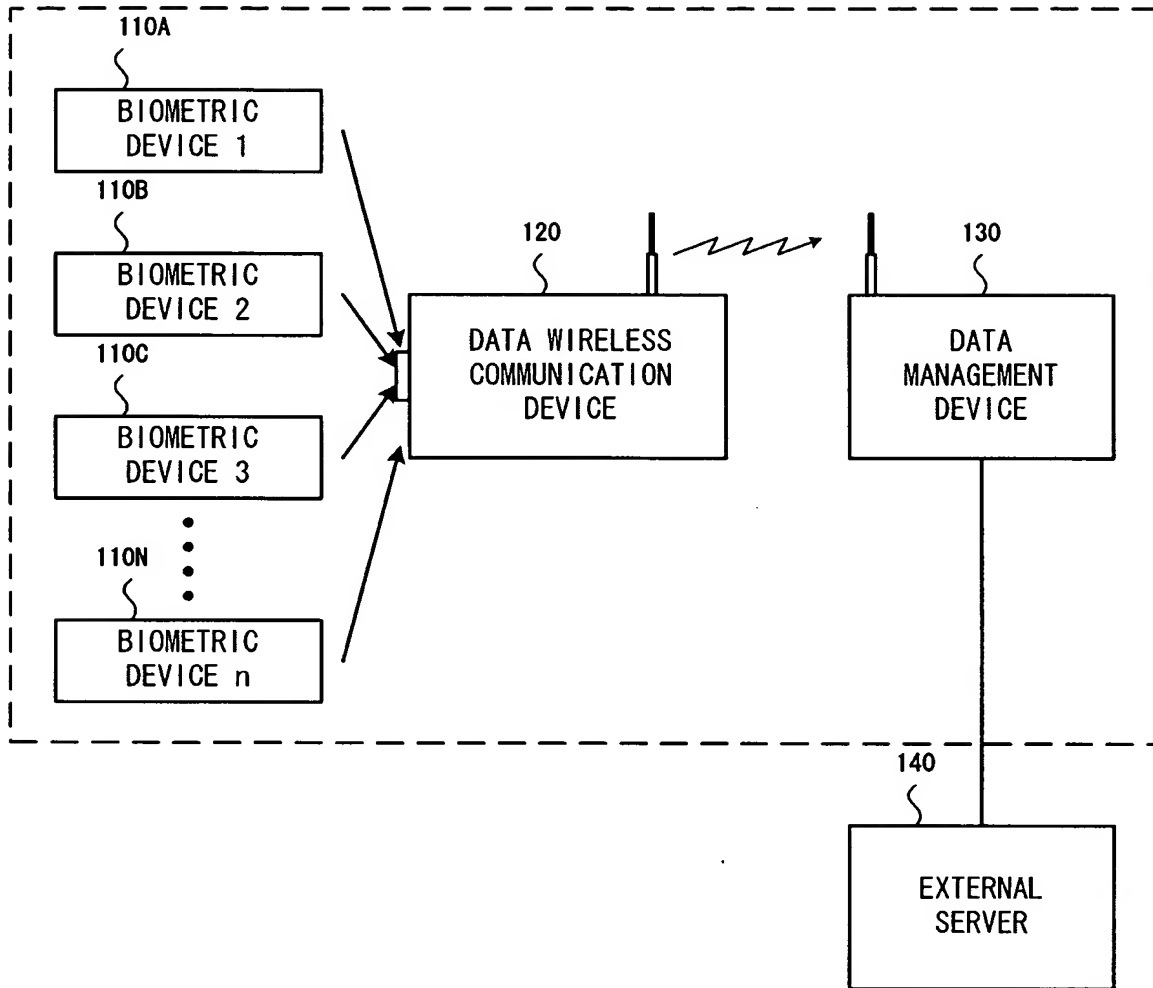 110A
BIOMETRIC
DEVICE 1
110B
BIOMETRIC
DEVICE 2
110C
BIOMETRIC
DEVICE 3
110N
BIOMETRIC
DEVICE n
120
DATA WIRELESS
COMMUNICATION
DEVICE
130
DATA
MANAGEMENT
DEVICE
140
EXTERNAL
SERVER